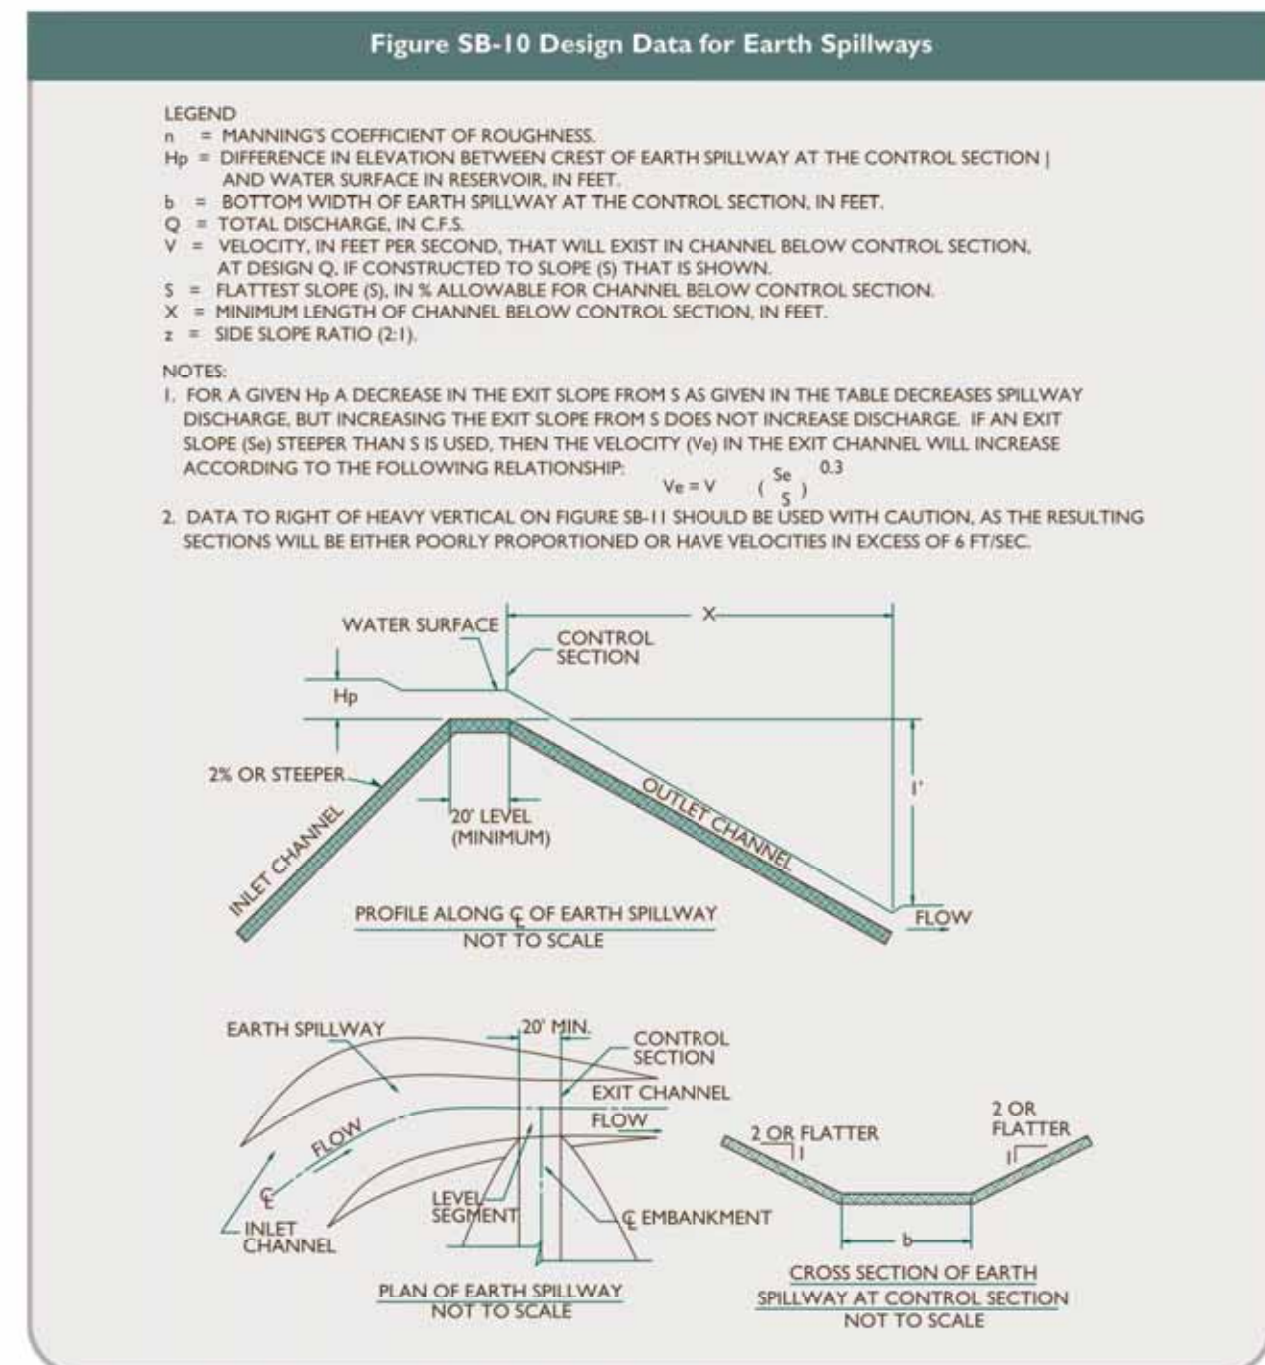 Figure SB-10 Design Data for Earth Spillways
LEGEND
n = MANNING'S COEFFICIENT OF ROUGHNESS.
Hp = DIFFERENCE IN ELEVATION BETWEEN CREST OF EARTH SPILLWAY AT THE CONTROL SECTION |
AND WATER SURFACE IN RESERVOIR, IN FEET.
b = BOTTOM WIDTH OF EARTH SPILLWAY AT THE CONTROL SECTION, IN FEET.
Q = TOTAL DISCHARGE, IN C.F.S.
V = VELOCITY, IN FEET PER SECOND, THAT WILL EXIST IN CHANNEL BELOW CONTROL SECTION,
AT DESIGN Q, IF CONSTRUCTED TO SLOPE (S) THAT IS SHOWN.
S = FLATTEST SLOPE (S), IN % ALLOWABLE FOR CHANNEL BELOW CONTROL SECTION.
X = MINIMUM LENGTH OF CHANNEL BELOW CONTROL SECTION, IN FEET.
z = SIDE SLOPE RATIO (2:1).
NOTES:
1. FOR A GIVEN Hp A DECREASE IN THE EXIT SLOPE FROM S AS GIVEN IN THE TABLE DECREASES SPILLWAY
DISCHARGE, BUT INCREASING THE EXIT SLOPE FROM S DOES NOT INCREASE DISCHARGE. IF AN EXIT
SLOPE (Se) STEEPER THAN S IS USED, THEN THE VELOCITY (Ve) IN THE EXIT CHANNEL WILL INCREASE
ACCORDING TO THE FOLLOWING RELATIONSHIP:
Ve = V ( Se / S ) 0.3
2. DATA TO RIGHT OF HEAVY VERTICAL ON FIGURE SB-11 SHOULD BE USED WITH CAUTION, AS THE RESULTING
SECTIONS WILL BE EITHER POORLY PROPORTIONED OR HAVE VELOCITIES IN EXCESS OF 6 FT/SEC.
X
WATER SURFACE
CONTROL
SECTION
Hp
2% OR STEEPER
1'
20' LEVEL
(MINIMUM)
INLET CHANNEL
OUTLET CHANNEL
FLOW
PROFILE ALONG ℄ OF EARTH SPILLWAY
NOT TO SCALE
EARTH SPILLWAY
20' MIN.
CONTROL
SECTION
EXIT CHANNEL
FLOW
FLOW
℄
INLET
CHANNEL
LEVEL
SEGMENT
℄ EMBANKMENT
PLAN OF EARTH SPILLWAY
NOT TO SCALE
2 OR FLATTER
1
2 OR
FLATTER
1
b
CROSS SECTION OF EARTH
SPILLWAY AT CONTROL SECTION
NOT TO SCALE